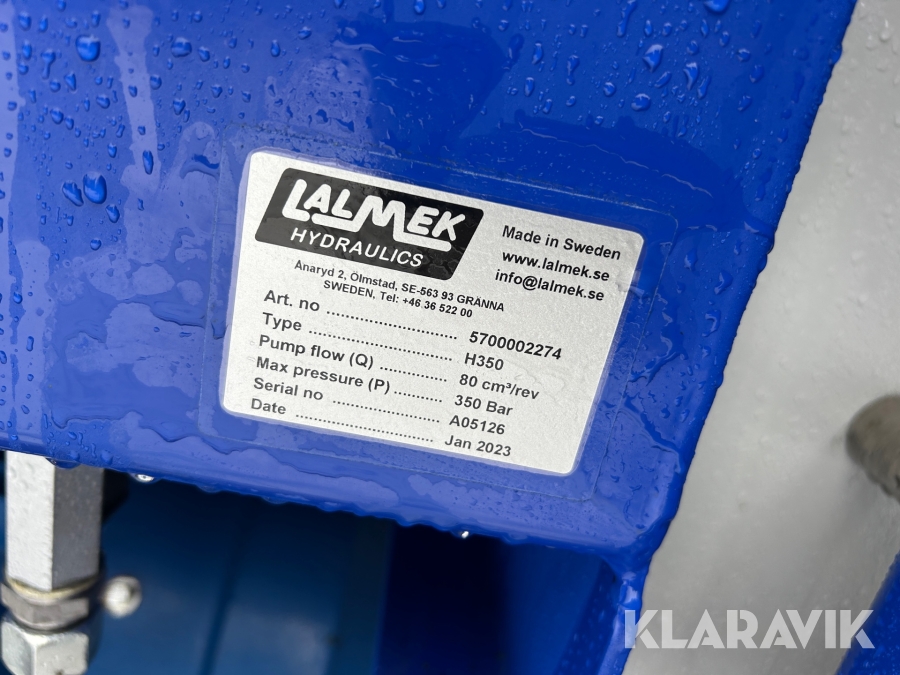 LALMEK
HYDRAULICS
Made in Sweden
www.lalmek.se
info@lalmek.se
Anaryd 2, Ölmstad, SE-563 93 GRÄNNA
SWEDEN, Tel: +46 36 522 00
Art. no ........................... 5700002274
Type ............................. H350
Pump flow (Q) .............. 80 cm³/rev
Max pressure (P) .......... 350 Bar
Serial no ...................... A05126
Date ............................. Jan 2023
KLARAVIK